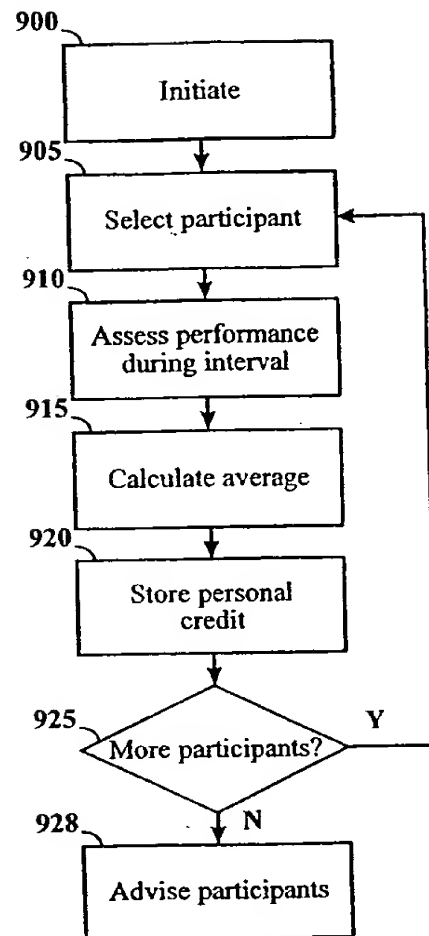 900
Initiate
905
Select participant
910
Assess performance
during interval
915
Calculate average
920
Store personal
credit
925
More participants?
Y
N
928
Advise participants